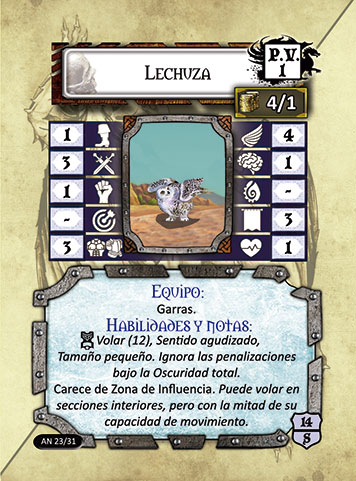 LECHUZA
P.V.
1
4/1
1
4
3
1
1
-
-
3
3
1
EQUIPO:
Garras.
HABILIDADES Y NOTAS:
Volar (12), Sentido agudizado,
Tamaño pequeño. Ignora las penalizaciones
bajo la Oscuridad total.
Carece de Zona de Influencia. Puede volar en
secciones interiores, pero con la mitad de su
capacidad de movimiento.
AN 23/31
14
S